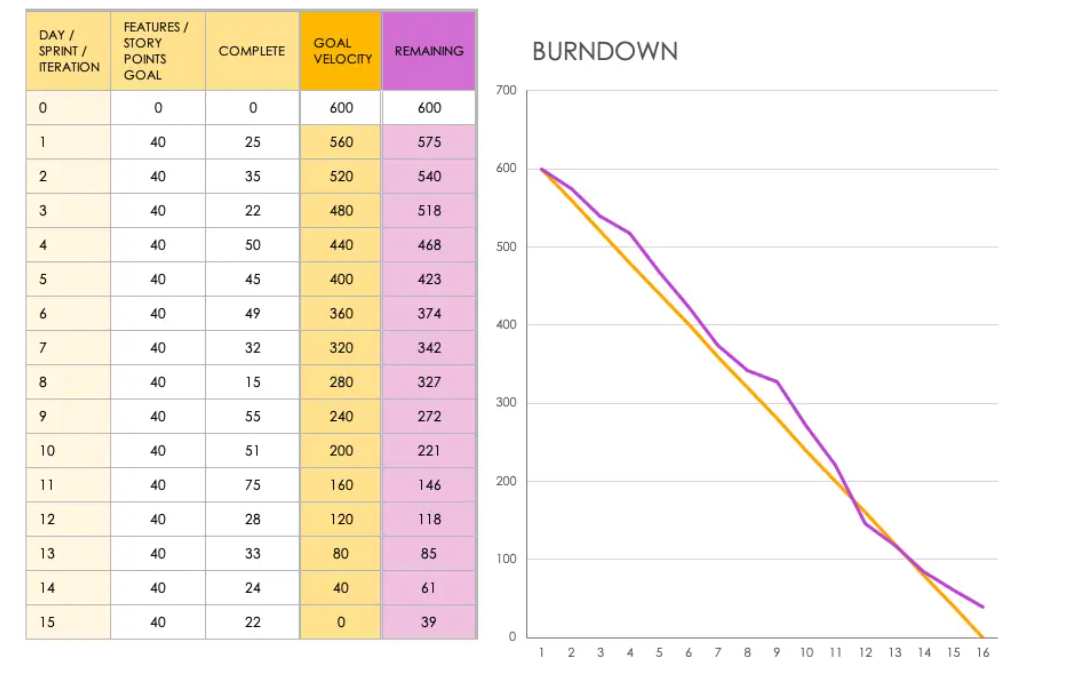 DAY / SPRINT / ITERATION FEATURES / STORY POINTS GOAL COMPLETE GOAL VELOCITY REMAINING
0 0 0 600 600
1 40 25 560 575
2 40 35 520 540
3 40 22 480 518
4 40 50 440 468
5 40 45 400 423
6 40 49 360 374
7 40 32 320 342
8 40 15 280 327
9 40 55 240 272
10 40 51 200 221
11 40 75 160 146
12 40 28 120 118
13 40 33 80 85
14 40 24 40 61
15 40 22 0 39
BURNDOWN
700
600
500
400
300
200
100
0
1 2 3 4 5 6 7 8 9 10 11 12 13 14 15 16